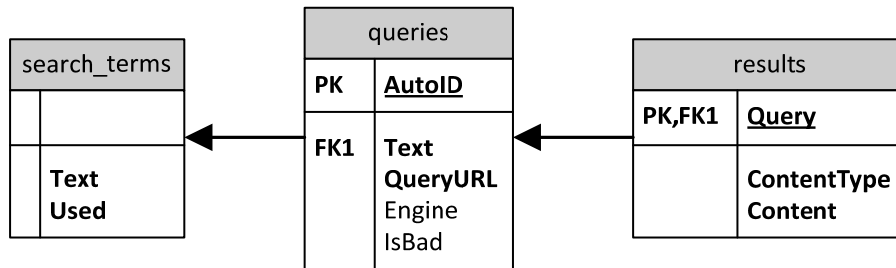 search_terms
Text
Used
queries
PK AutoID
FK1 Text
QueryURL
Engine
IsBad
results
PK,FK1 Query
ContentType
Content